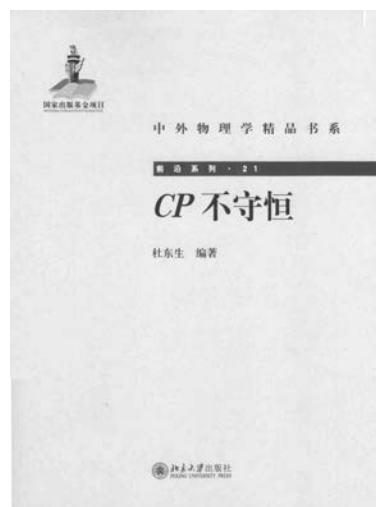 国家出版基金项目
中外物理学精品书系
前沿系列·21
CP 不守恒
杜东生 编著
北京大学出版社
PEKING UNIVERSITY PRESS